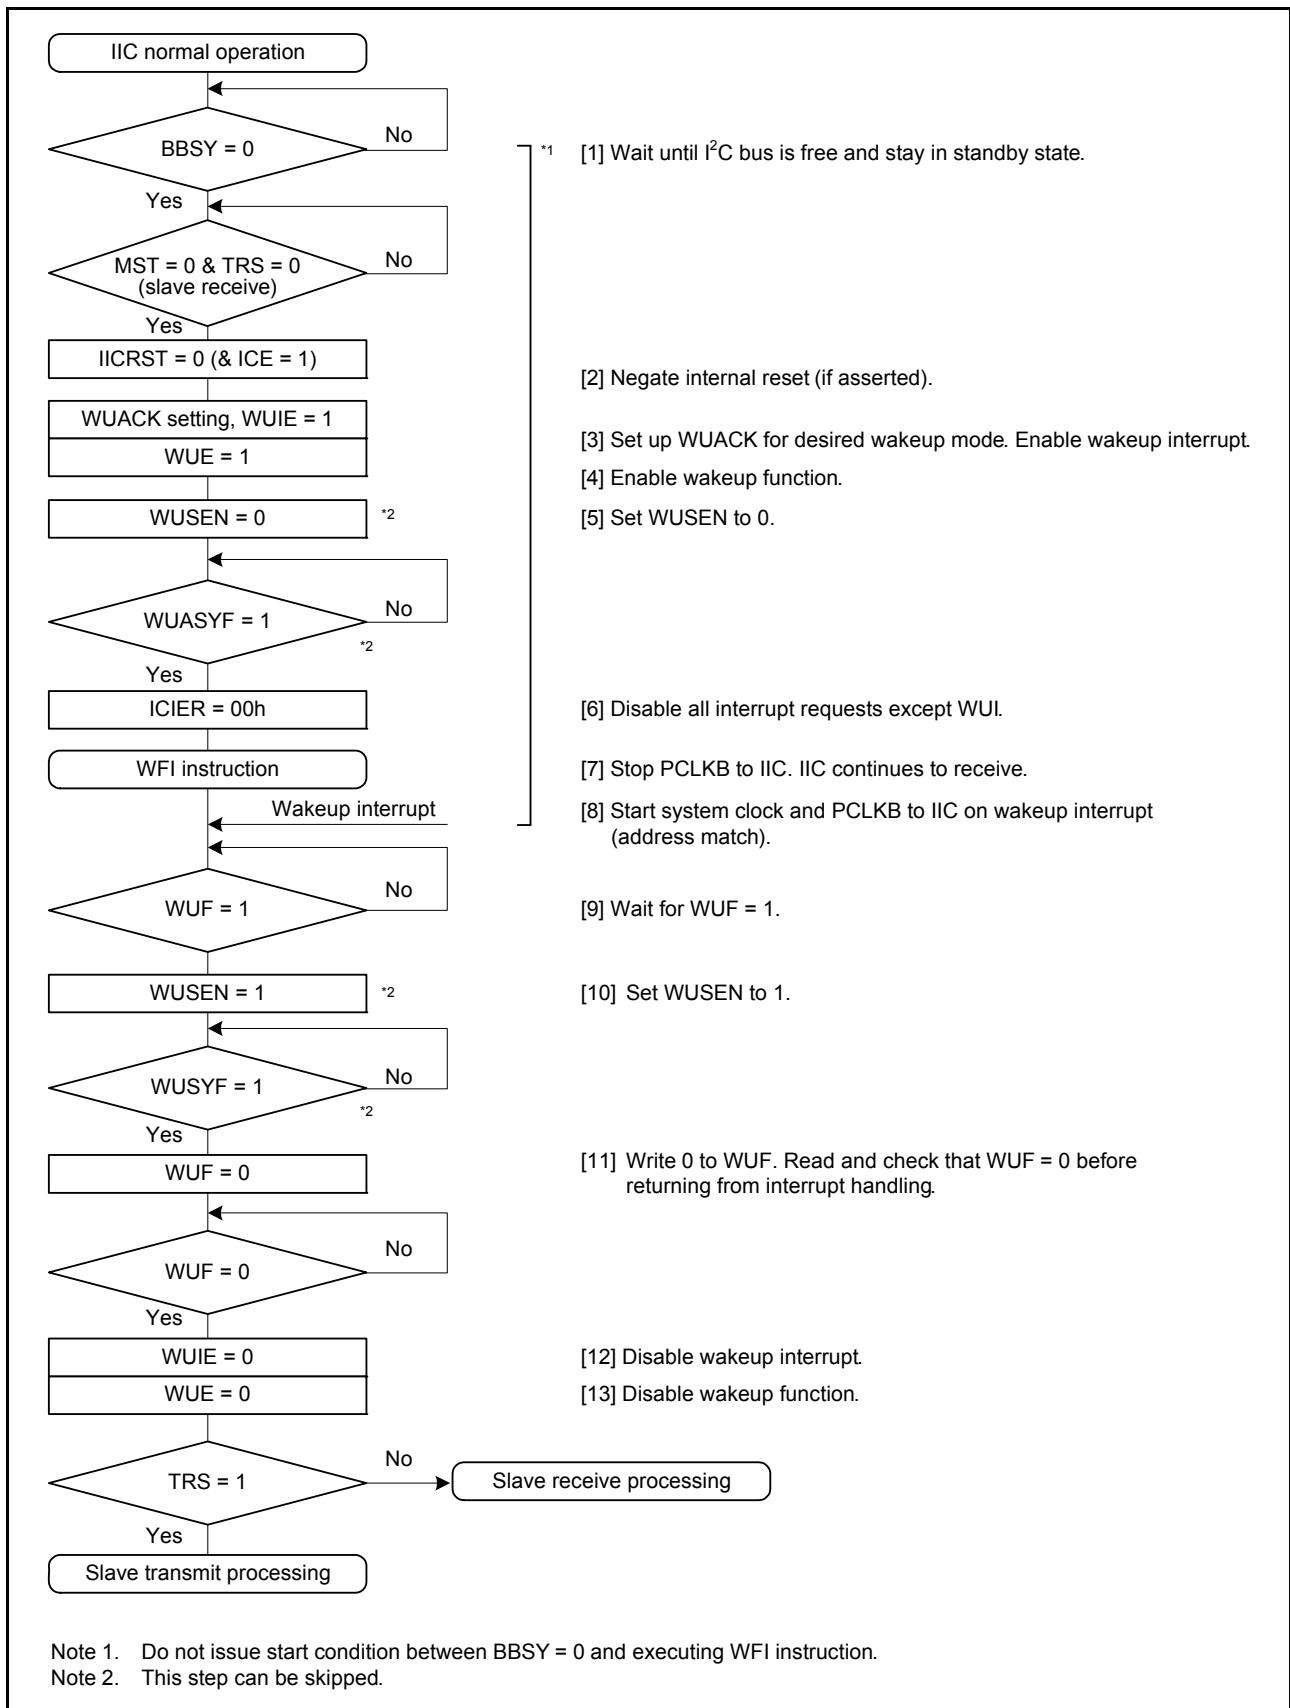 IIC normal operation
BBSY = 0
No
*1
[1] Wait until I²C bus is free and stay in standby state.
Yes
MST = 0 & TRS = 0
(slave receive)
No
Yes
IICRST = 0 (& ICE = 1)
[2] Negate internal reset (if asserted).
WUACK setting, WUIE = 1
[3] Set up WUACK for desired wakeup mode. Enable wakeup interrupt.
WUE = 1
[4] Enable wakeup function.
WUSEN = 0
*2
[5] Set WUSEN to 0.
WUASYF = 1
No
*2
Yes
ICIER = 00h
[6] Disable all interrupt requests except WUI.
WFI instruction
[7] Stop PCLKB to IIC. IIC continues to receive.
Wakeup interrupt
[8] Start system clock and PCLKB to IIC on wakeup interrupt
(address match).
WUF = 1
No
[9] Wait for WUF = 1.
WUSEN = 1
*2
[10] Set WUSEN to 1.
WUSYF = 1
No
*2
Yes
WUF = 0
[11] Write 0 to WUF. Read and check that WUF = 0 before
returning from interrupt handling.
WUF = 0
No
Yes
WUIE = 0
[12] Disable wakeup interrupt.
WUE = 0
[13] Disable wakeup function.
TRS = 1
No
Slave receive processing
Yes
Slave transmit processing
Note 1. Do not issue start condition between BBSY = 0 and executing WFI instruction.
Note 2. This step can be skipped.